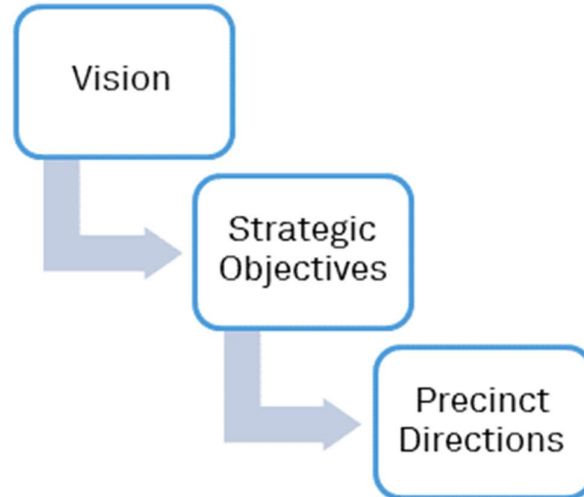 Vision
Strategic
Objectives
Precinct
Directions